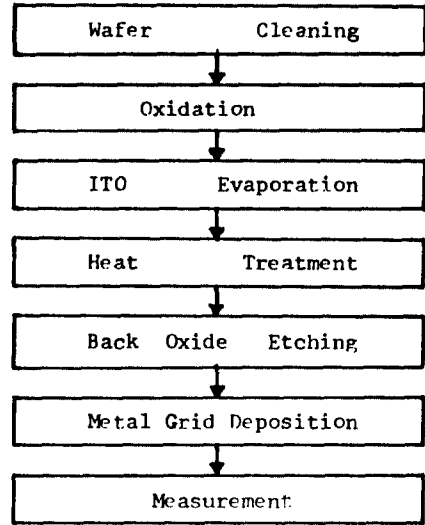 Wafer Cleaning
Oxidation
ITO Evaporation
Heat Treatment
Back Oxide Etching
Metal Grid Deposition
Measurement